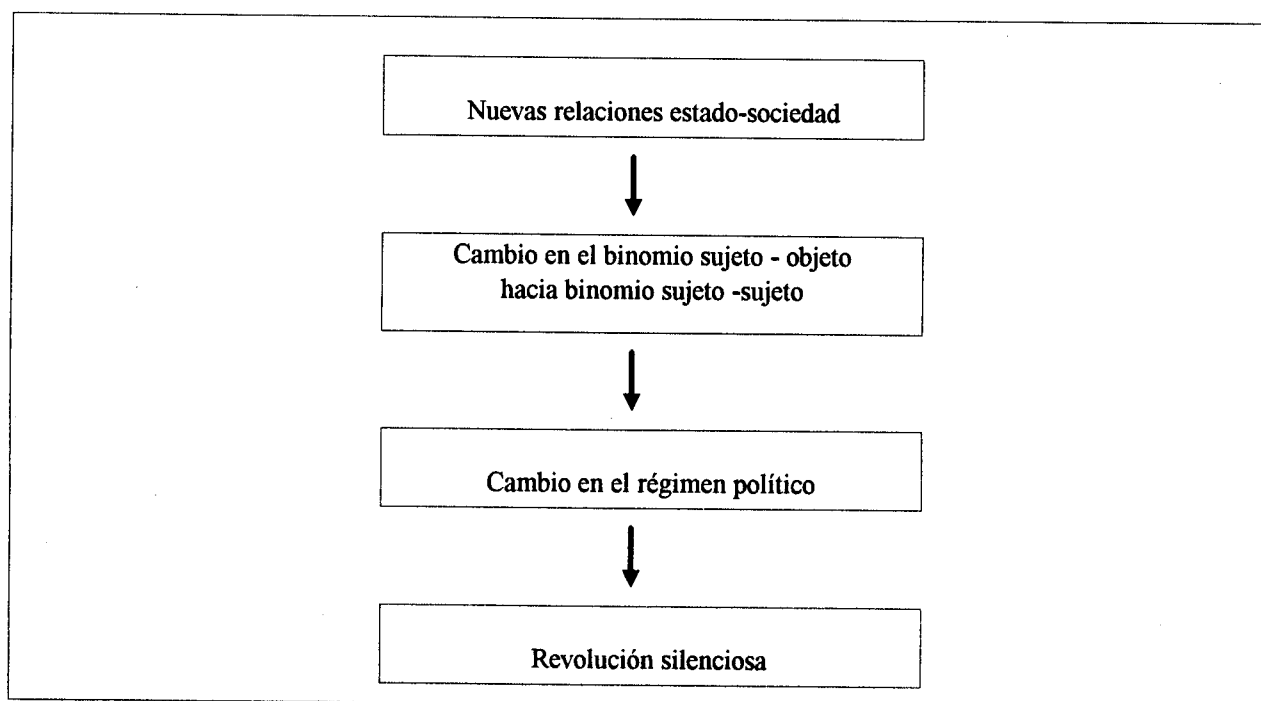 Nuevas relaciones estado-sociedad
Cambio en el binomio sujeto - objeto
hacia binomio sujeto -sujeto
Cambio en el régimen político
Revolución silenciosa